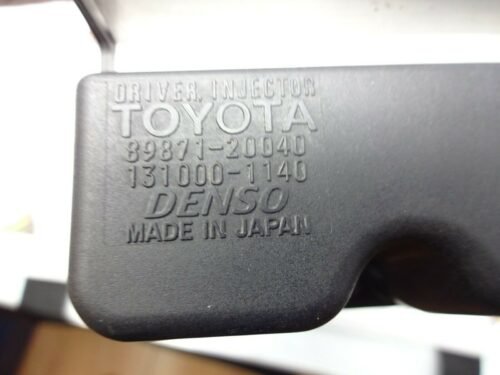 DRIVER, INJECTOR
TOYOTA
89871-20040
131000-1140
DENSO
MADE IN JAPAN